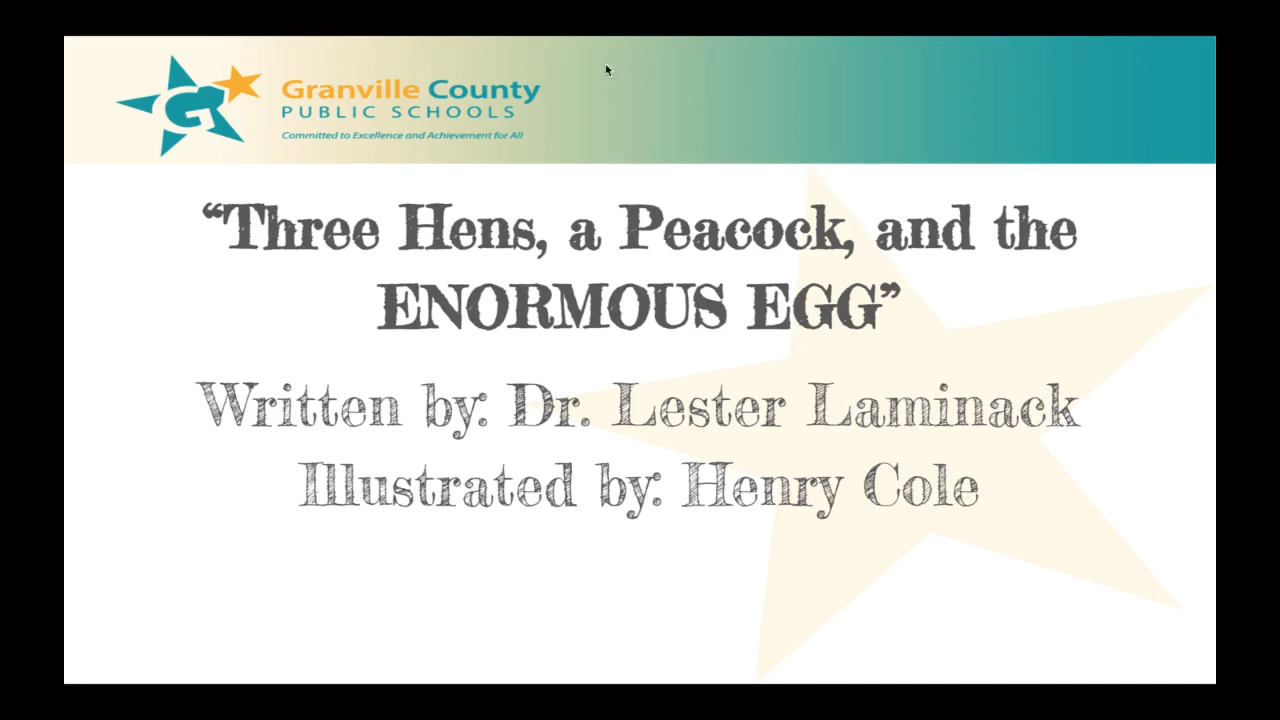 Granville County
PUBLIC SCHOOLS
Committed to Excellence and Achievement for All
“Three Hens, a Peacock, and the
ENORMOUS EGG”
Written by: Dr. Lester Laminack
Illustrated by: Henry Cole